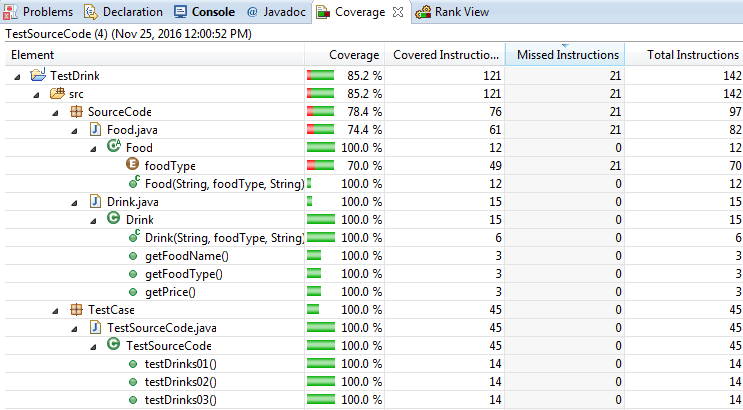 Problems Declaration Console @ Javadoc Coverage Rank View
TestSourceCode (4) (Nov 25, 2016 12:00:52 PM)
Element Coverage Covered Instructio... Missed Instructions Total Instructions
TestDrink 85.2 % 121 21 142
src 85.2 % 121 21 142
SourceCode 78.4 % 76 21 97
Food.java 74.4 % 61 21 82
Food 100.0 % 12 0 12
foodType 70.0 % 49 21 70
Food(String, foodType, String) 100.0 % 12 0 12
Drink.java 100.0 % 15 0 15
Drink 100.0 % 15 0 15
Drink(String, foodType, String) 100.0 % 6 0 6
getFoodName() 100.0 % 3 0 3
getFoodType() 100.0 % 3 0 3
getPrice() 100.0 % 3 0 3
TestCase 100.0 % 45 0 45
TestSourceCode.java 100.0 % 45 0 45
TestSourceCode 100.0 % 45 0 45
testDrinks01() 100.0 % 14 0 14
testDrinks02() 100.0 % 14 0 14
testDrinks03() 100.0 % 14 0 14